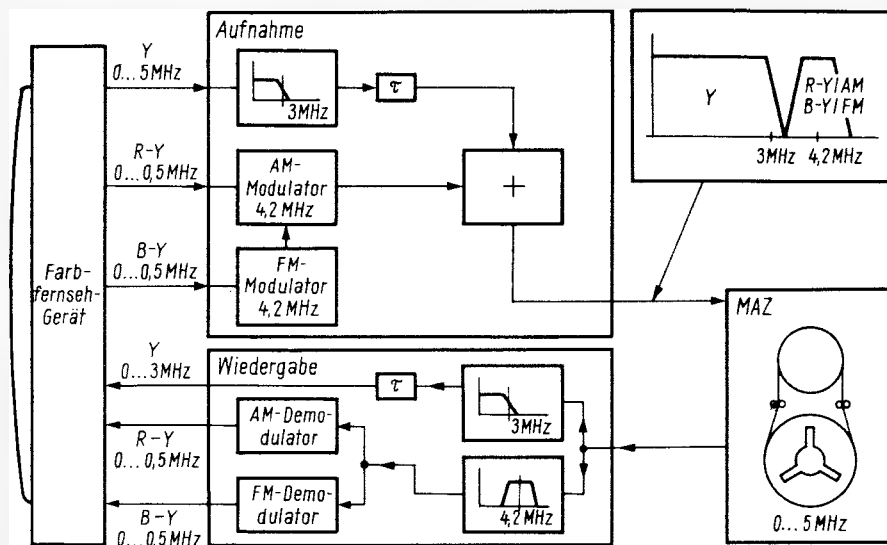 Aufnahme
Y
0...5MHz
3MHz
τ
R-Y
0...0,5MHz
AM-
Modulator
4,2MHz
+
B-Y
0...0,5MHz
FM-
Modulator
4,2MHz
Y
R-Y/AM
B-Y/FM
3MHz
4,2MHz
Farb-
fernseh-
Gerät
MAZ
0...5MHz
Wiedergabe
Y
0...3MHz
τ
3MHz
AM-Demo-
dulator
R-Y
0...0,5MHz
4,2MHz
FM-Demo-
dulator
B-Y
0...0,5MHz